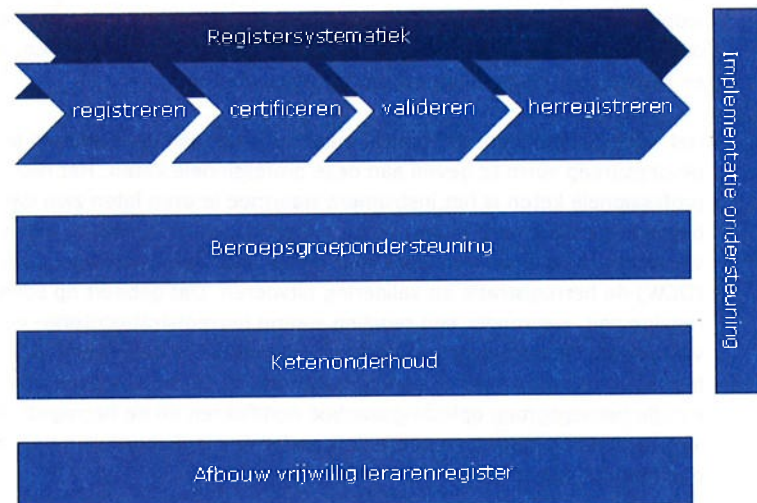 Registersystematiek
registreren
certificeren
valideren
herregistreren
Beroepsgroepondersteuning
Ketenonderhoud
Afbouw vrijwillig lerarenregister
Implementatie ondersteuning